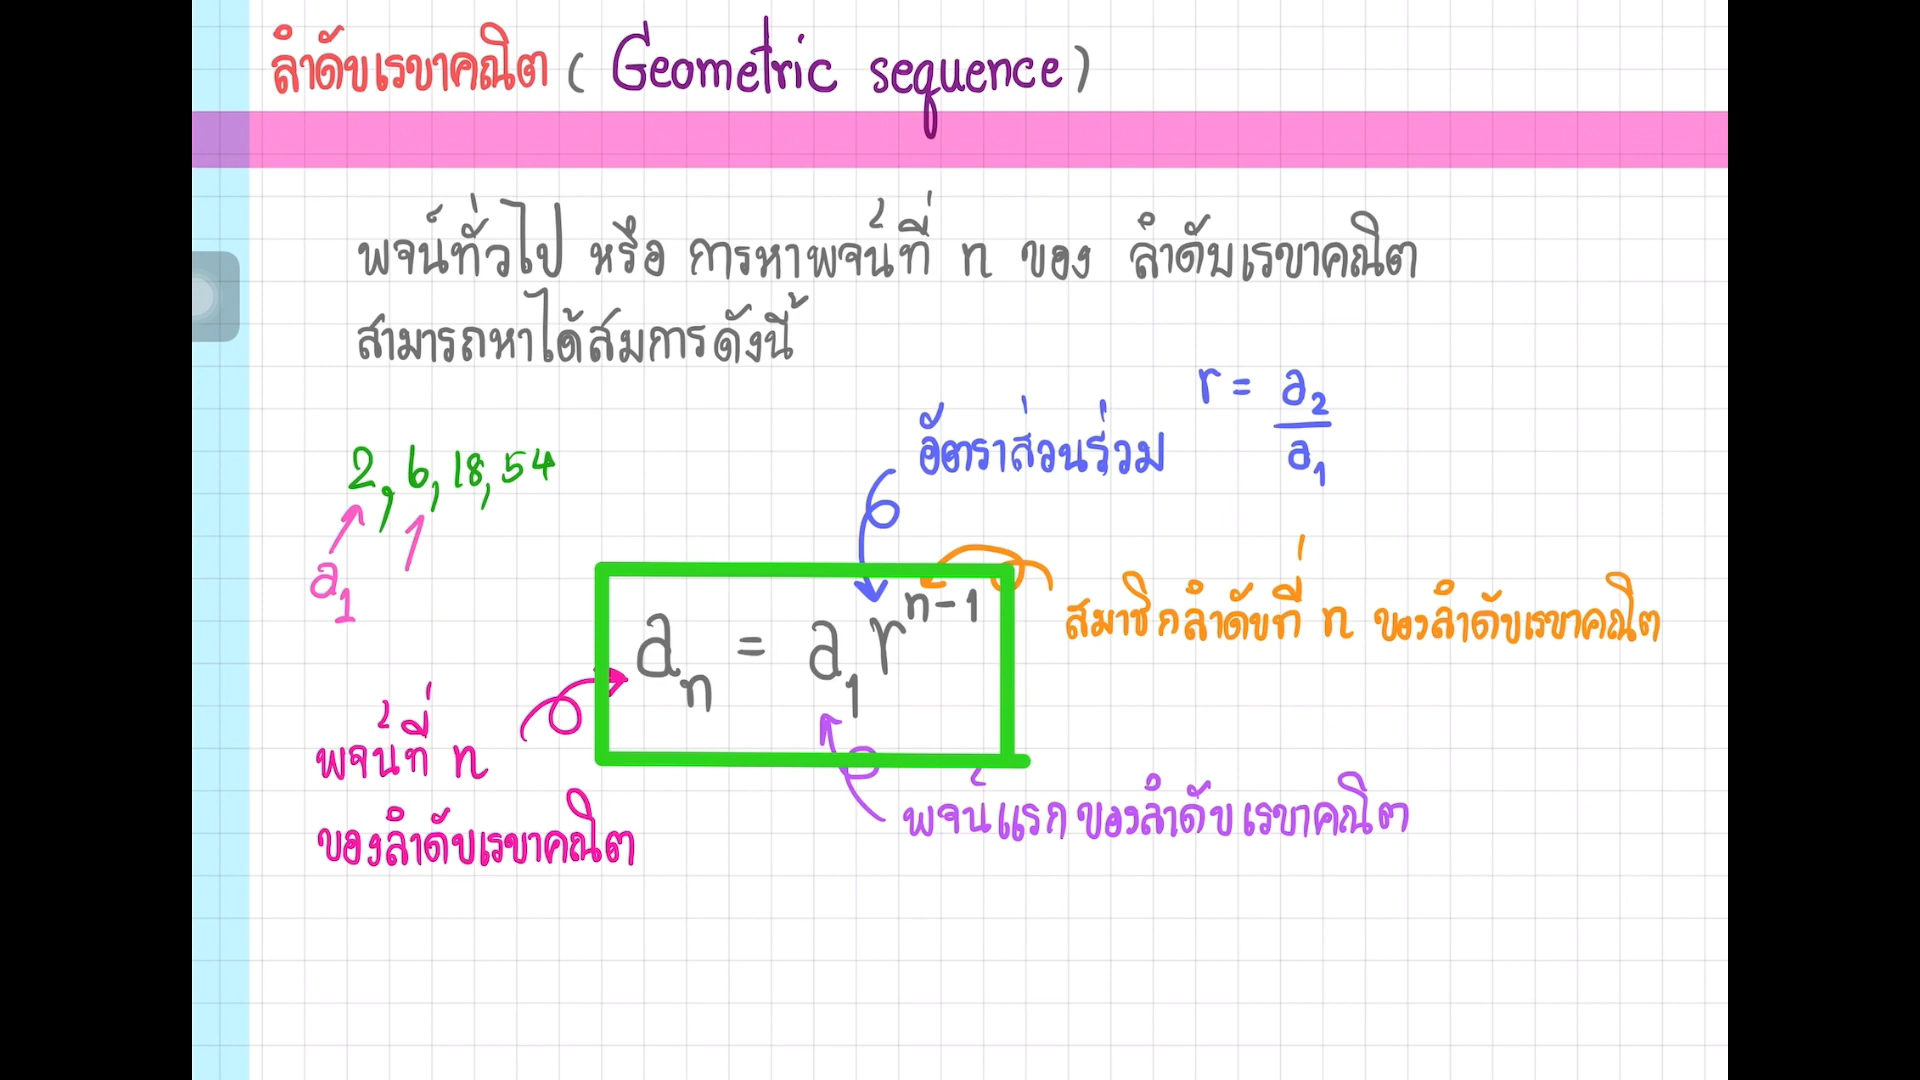 ลำดับเรขาคณิต ( Geometric sequence )
พจน์ทั่วไป หรือ การหาพจน์ที่ n ของ ลำดับเรขาคณิต
สามารถหาได้สมการดังนี้
r = a₂/a₁
อัตราส่วนร่วม
2, 6, 18, 54
a₁
aₙ = a₁rⁿ⁻¹
สมาชิกลำดับที่ n ของลำดับเรขาคณิต
พจน์ที่ n
ของลำดับเรขาคณิต
พจน์แรกของลำดับเรขาคณิต